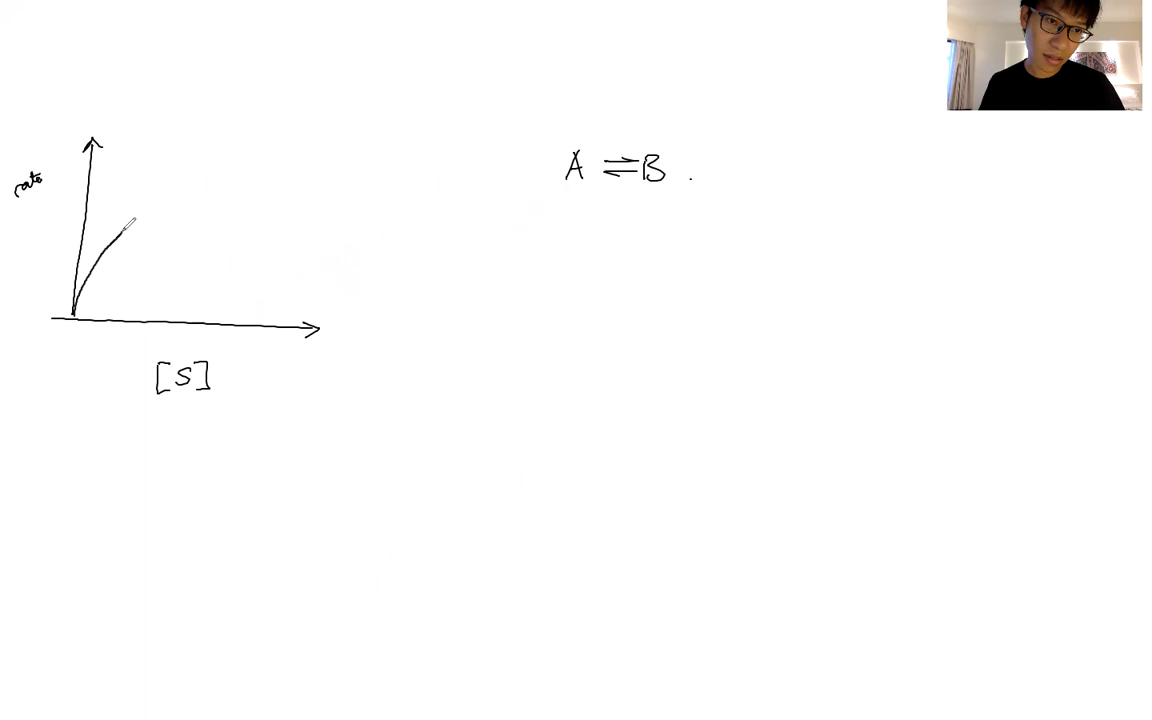 rate
A ⇌ B .
[S]